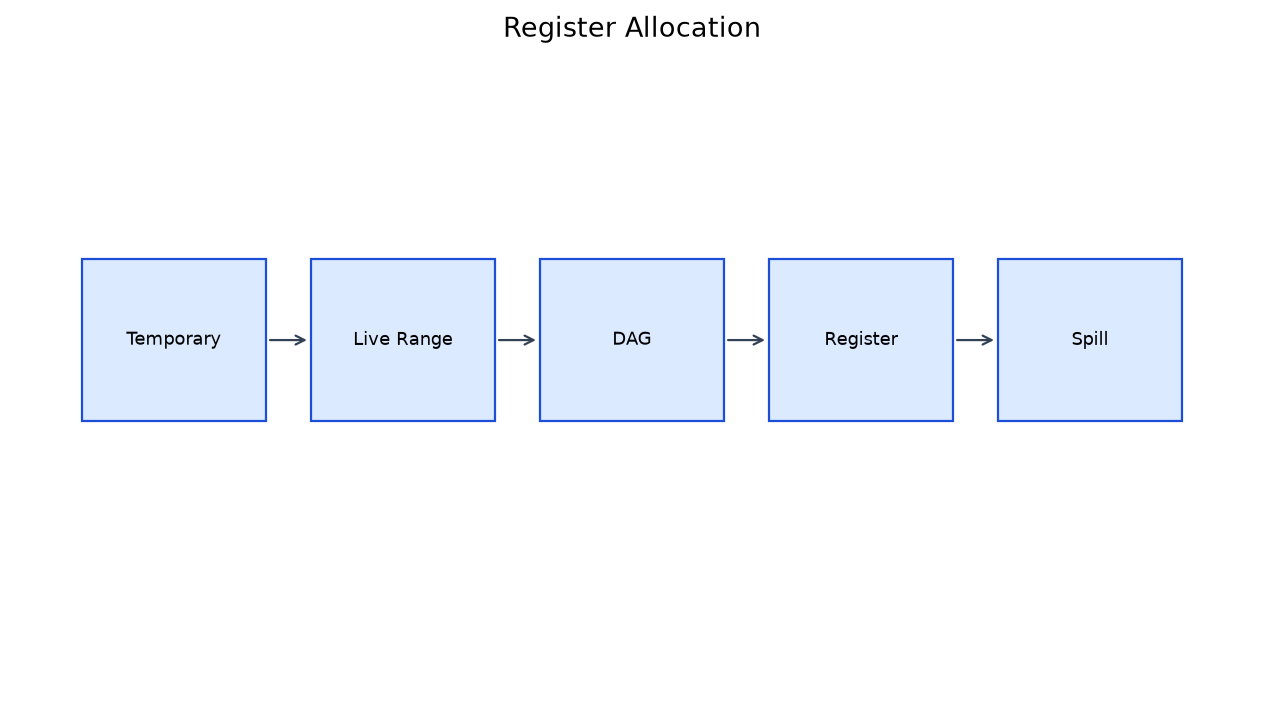 Register Allocation
Temporary
Live Range
DAG
Register
Spill